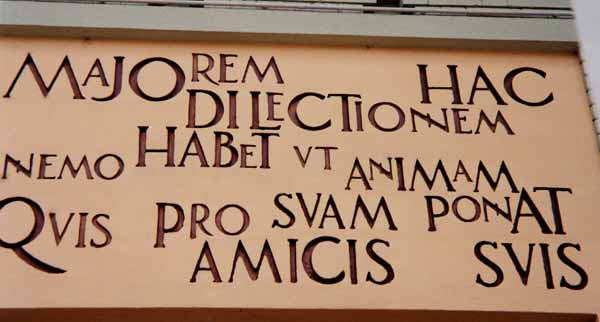 MAJOREM HAC
DILECTIONEM
NEMO HABET VT ANIMAM
QVIS PRO SVAM PONAT
AMICIS SVIS